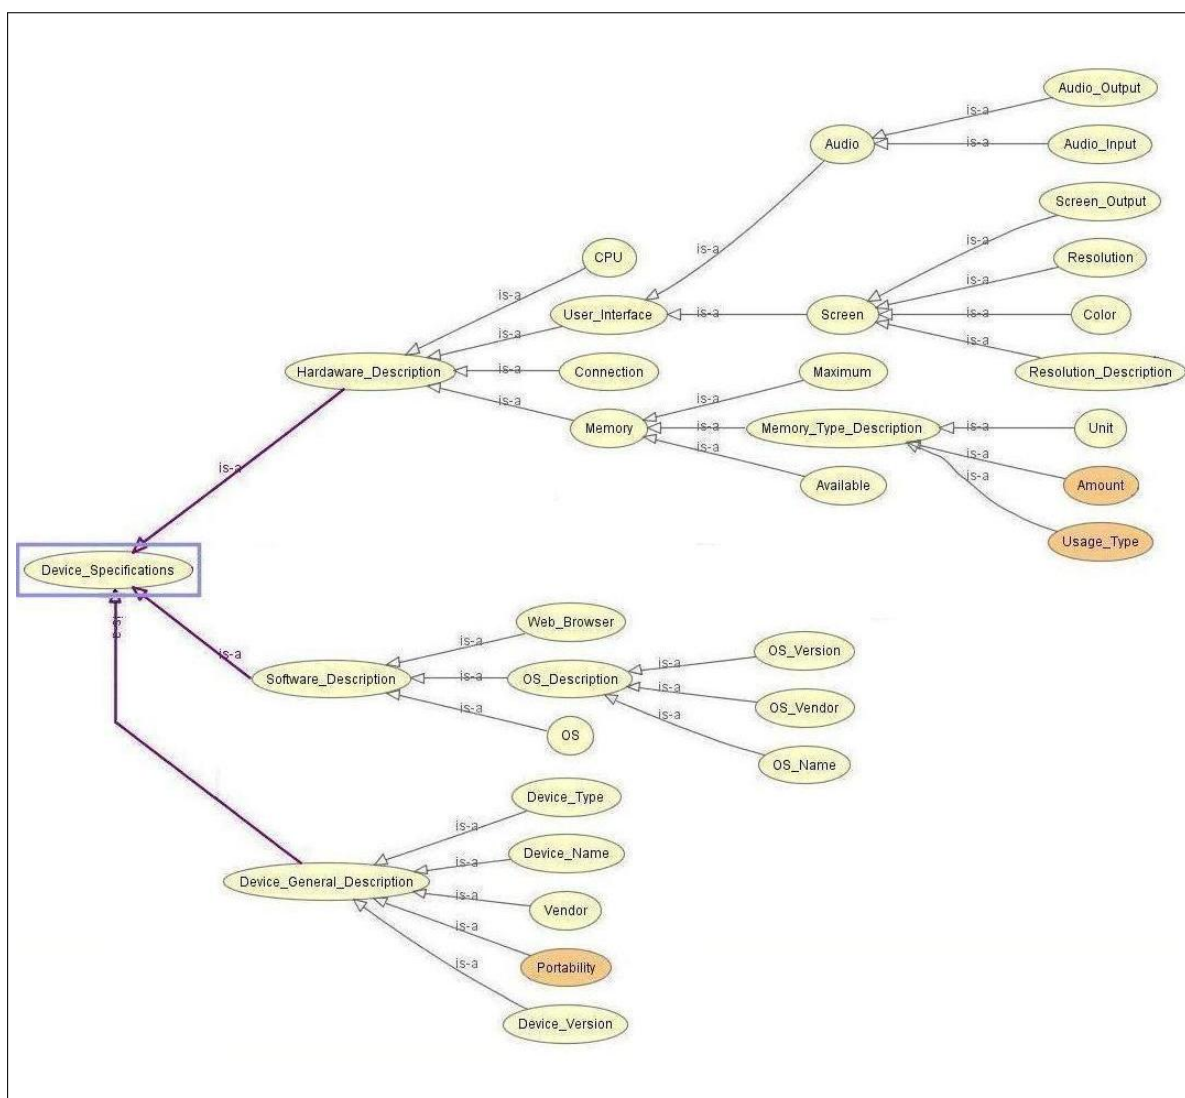 Audio_Output
is-a
Audio
is-a
Audio_Input
Screen_Output
is-a
is-a
CPU
Resolution
is-a
is-a
User_Interface
is-a
Screen
is-a
Color
is-a
is-a
Hardaware_Description
is-a
Connection
Maximum
Resolution_Description
is-a
is-a
Memory
is-a
Memory_Type_Description
is-a
Unit
is-a
is-a
is-a
is-a
Available
Amount
Usage_Type
Device_Specifications
is-a
is-a
Web_Browser
is-a
OS_Version
is-a
Software_Description
is-a
OS_Description
is-a
is-a
OS_Vendor
is-a
OS
OS_Name
Device_Type
is-a
Device_Name
is-a
Device_General_Description
is-a
Vendor
is-a
Portability
is-a
Device_Version